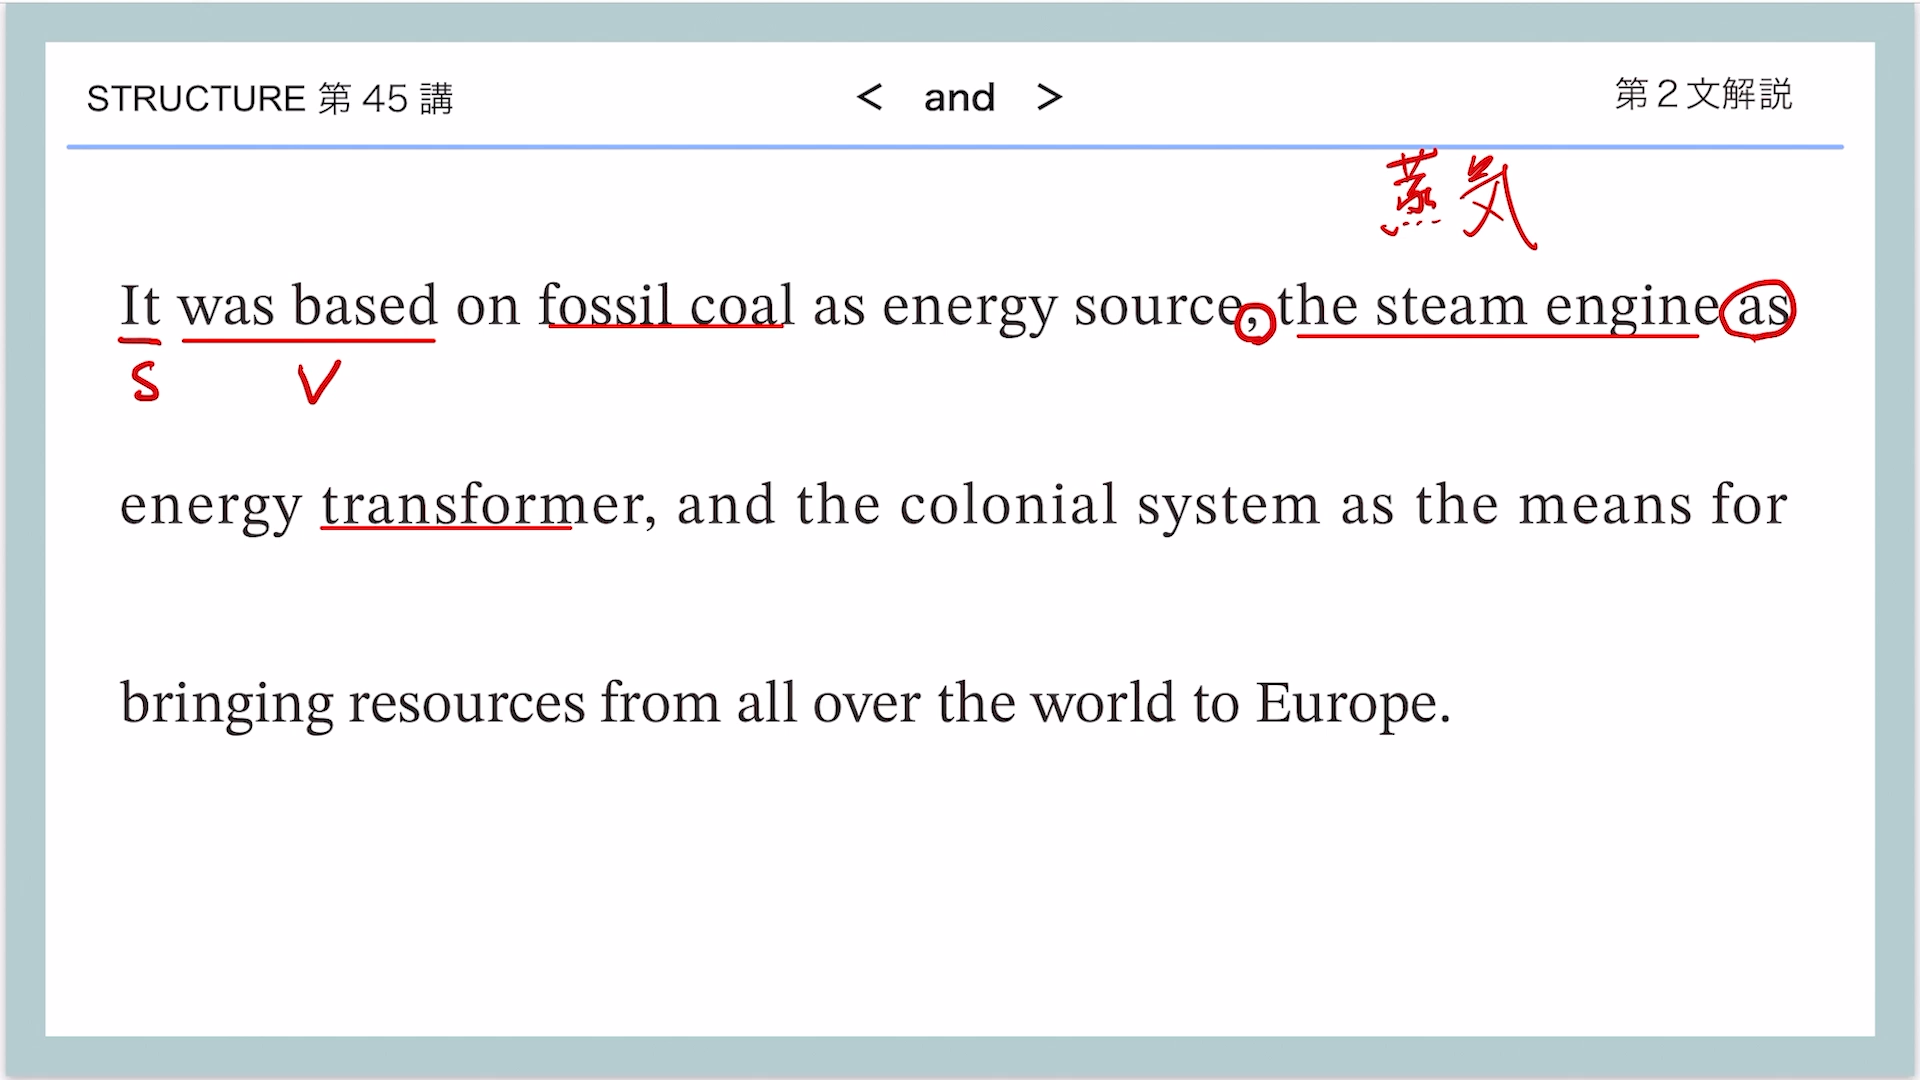 STRUCTURE 第 45 講
< and >
第２文解説
蒸気
It was based on fossil coal as energy source, the steam engine as
S V
energy transformer, and the colonial system as the means for
bringing resources from all over the world to Europe.